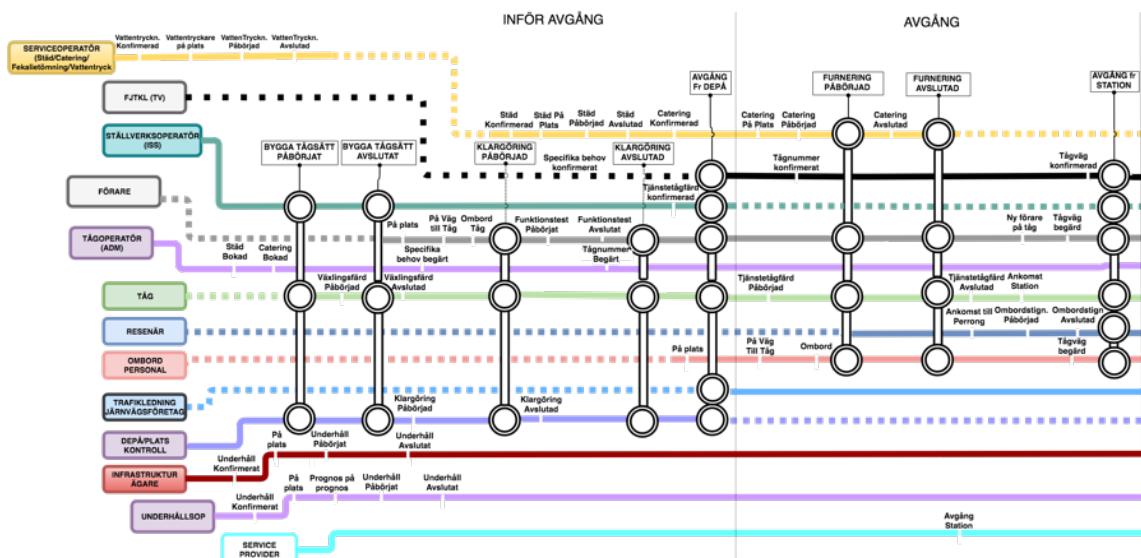 INFÖR AVGÅNG
AVGÅNG
Vattentryckn.
Konfirmerad
Vattentryckare
på plats
VattenTryckn.
Påbörjad
VattenTryckn.
Avslutad
SERVICEOPERATÖR
(Städ/Catering/
Fekalietömning/Vattentryck
AVGÅNG
Fr DEPÅ
FURNERING
PÅBÖRJAD
FURNERING
AVSLUTAD
AVGÅNG fr
STATION
FJTKL (TV)
Städ
Konfirmerad
Städ På
Plats
Städ
Påbörjad
Städ
Avslutad
Catering
Konfirmerad
Catering
På Plats
Catering
Påbörjad
Catering
Avslutad
STÄLLVERKSOPERATÖR
(ISS)
BYGGA TÅGSÄTT
PÅBÖRJAT
BYGGA TÅGSÄTT
AVSLUTAT
KLARGÖRING
PÅBÖRJAD
KLARGÖRING
AVSLUTAD
Specifika behov
konfirmerat
Tågnummer
konfirmerat
Tågväg
konfirmerad
Tjänstetågfärd
konfirmerad
FÖRARE
På plats
På Väg
till Tåg
Ombord
Tåg
Funktionstest
Påbörjat
Funktionstest
Avslutat
Ny förare
på tåg
Tågväg
begärd
TÅGOPERATÖR
(ADM)
Städ
Bokad
Catering
Bokad
Specifika
behov begärt
Tågnummer
Begärt
TÅG
Växlingsfärd
Påbörjad
Växlingsfärd
Avslutad
Tjänstetågfärd
Påbörjad
Tjänstetågfärd
Avslutad
Ankomst
Station
RESENÄR
Ankomst till
Perrong
Ombordstign.
Påbörjad
Ombordstign
Avslutad
OMBORD
PERSONAL
På plats
På Väg
Till Tåg
Ombord
Tågväg
begärd
TRAFIKLEDNING
JÄRNVÄGSFÖRETAG
Klargöring
Påbörjad
Klargöring
Avslutad
DEPÅ/PLATS
KONTROLL
På
plats
Underhåll
Påbörjat
Underhåll
Avslutat
INFRASTRUKTUR
ÄGARE
Underhåll
Konfirmerat
På
plats
Prognos på
prognos
Underhåll
Påbörjat
Underhåll
Avslutat
UNDERHÅLLSOP
Underhåll
Konfirmerat
SERVICE
PROVIDER
Avgång
Station